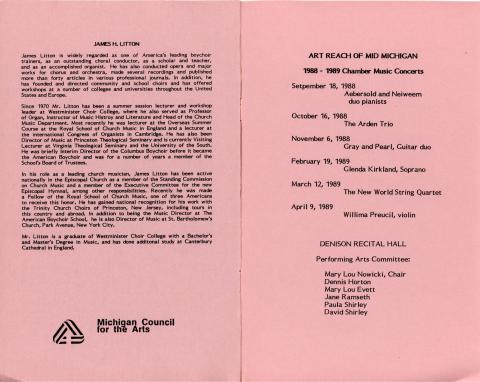 JAMES H. LITTON
James Litton is widely regarded as one of America's leading boychoir
trainers, as an outstanding choral conductor, as a scholar and teacher,
and as an accomplished organist. He has also conducted opera and major
works for chorus and orchestra, made several recordings and published
more than forty articles in various professional journals. In addition, he
has founded and directed community and school choirs and has offered
workshops at a number of colleges and universities throughout the United
States and Europe.
Since 1970 Mr. Litton has been a summer session lecturer and workshop
leader at Westminister Choir College, where he also served as Professor
of Organ, Instructor of Music Histroy and Literature and Head of the Church
Music Department. Most recently he was lecturer at the Overseas Summer
Course at the Royal School of Church Music in England and a lecturer at
the international Congress of Organists in Cambridge. He has also been
Director of Music at Princeton Theological Seminary and is currently Visiting
Lecturer at Virginia Theological Seminary and the University of the South.
He was briefly Interim Director of the Columbus Boychoir before it became
the American Boychoir and was for a number of years a member of the
School's Board of Trustees.
In his role as a leading church musician, James Litton has been active
nationally in the Episcopal Church as a member of the Standing Commission
on Church Music and a member of the Executive Committee for the new
Episcopal Hymnal, among other responsibilities. Recently he was made
a Fellow of the Royal School of Church Music, one of three Americans
to receive this honor. He has gained national recognition for his work with
the Trinity Church Choirs of Princeton, New Jersey, including tours in
this country and abroad. In addition to being the Music Director at The
American Boychoir School, he is also Director of Music at St. Bartholomew's
Church, Park Avenue, New York City.
Mr. Litton is a graduate of Westminister Choir College with a Bachelor's
and Master's Degree in Music, and has done additonal study at Canterbury
Cathedral in England.
Michigan Council
for the Arts
ART REACH OF MID MICHIGAN
1988 - 1989 Chamber Music Concerts
Setpember 18, 1988
Aebersold and Neiweem
duo pianists
October 16, 1988
The Arden Trio
November 6, 1988
Gray and Pearl, Guitar duo
February 19, 1989
Glenda Kirkland, Soprano
March 12, 1989
The New World String Quartet
April 9, 1989
Willima Preucil, violin
DENISON RECITAL HALL
Performing Arts Committee:
Mary Lou Nowicki, Chair
Dennis Horton
Mary Lou Evett
Jane Ramseth
Paula Shirley
David Shirley